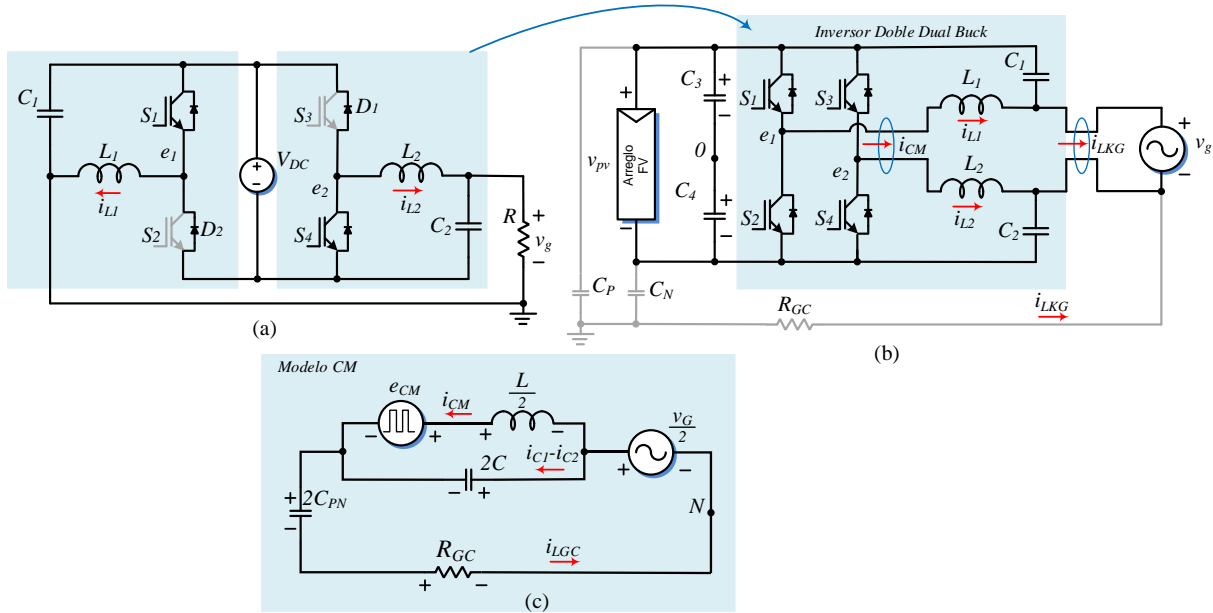 C1
S1
e1
L1
iL1
S2
D2
VDC
+
-
S3
D1
e2
L2
iL2
S4
C2
R
+
vg
-
(a)
Inversor Doble Dual Buck
+
vpv
-
Arreglo
FV
C3
+
-
0
C4
+
-
S1
e1
S2
S3
e2
S4
iCM
L1
iL1
L2
iL2
C1
C2
iLKG
+
vg
-
CP
CN
RGC
iLKG
(b)
Modelo CM
eCM
-
+
iCM
L
2
+
-
vG
2
+
-
iC1-iC2
2C
-
+
+
2CPN
-
N
RGC
+
-
iLGC
(c)